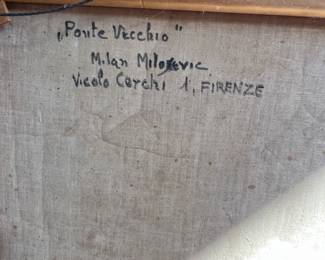 „Ponte Vecchio"
Milan Milosevic
Vicolo Cerchi 1, FIRENZE